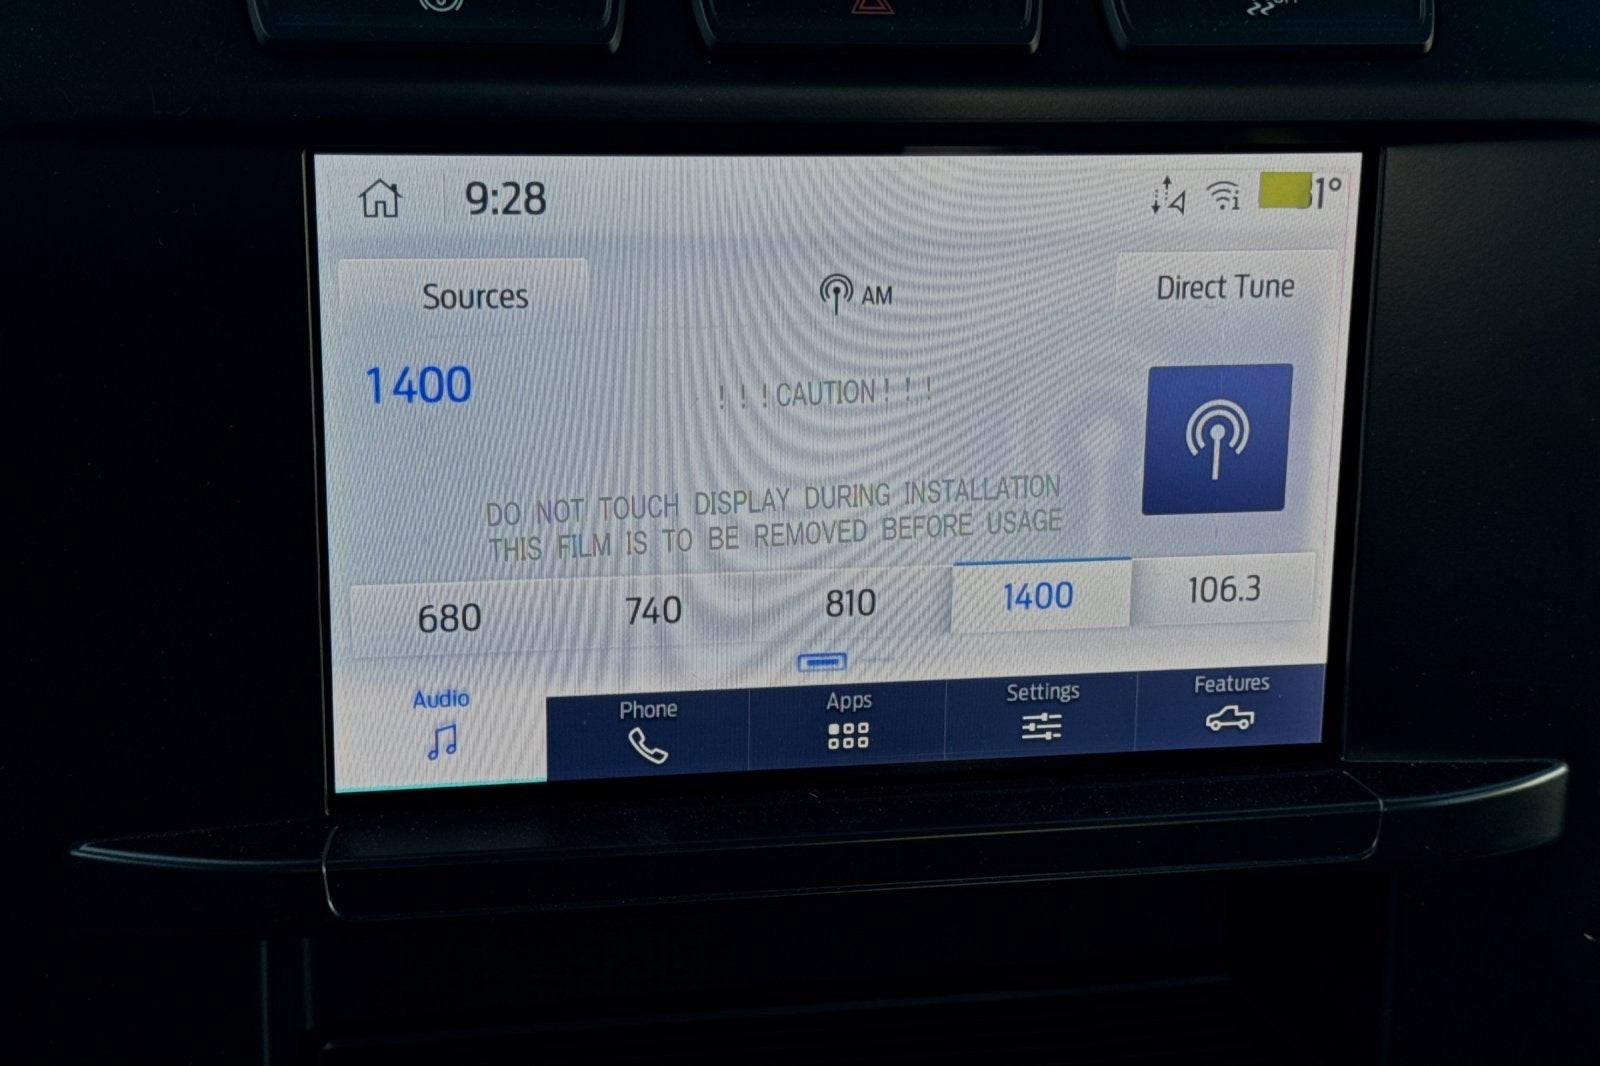 9:28
1°
Sources
AM
Direct Tune
1400
! ! ! CAUTION ! ! !
DO NOT TOUCH DISPLAY DURING INSTALLATION
THIS FILM IS TO BE REMOVED BEFORE USAGE
680 740 810 1400 106.3
Audio Phone Apps Settings Features